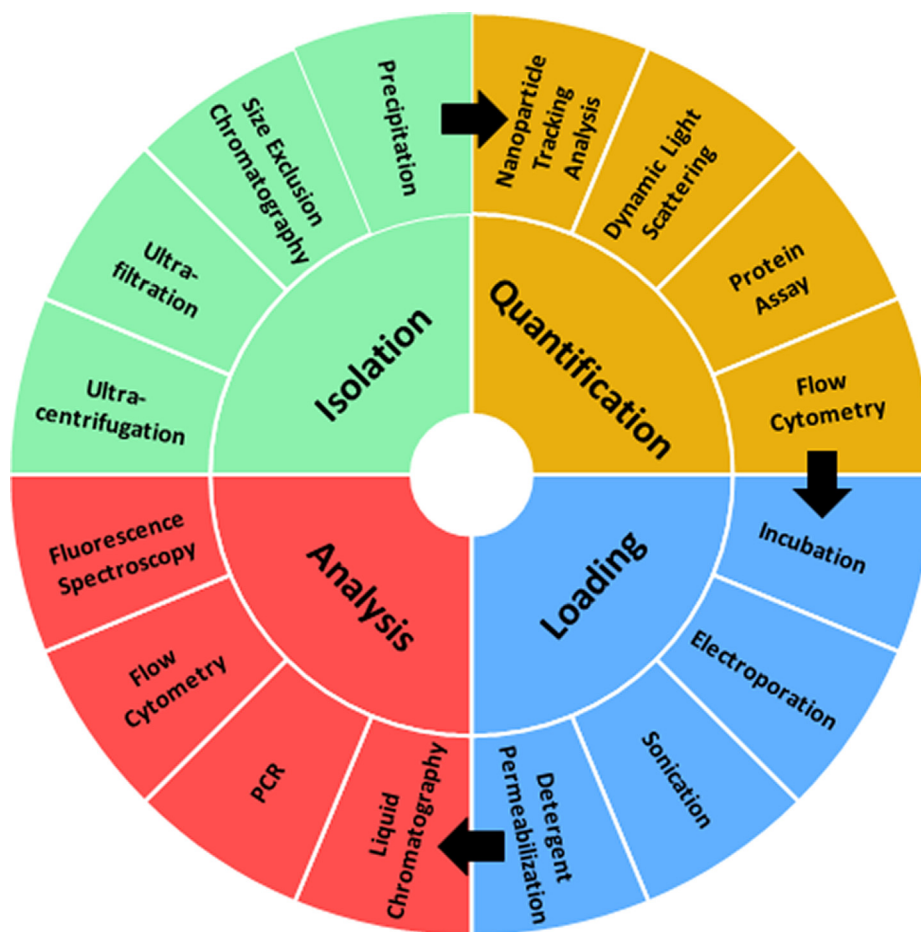 Isolation
Ultra-
centrifugation
Ultra-
filtration
Size Exclusion
Chromatography
Precipitation
Quantification
Nanoparticle
Tracking
Analysis
Dynamic Light
Scattering
Protein
Assay
Flow
Cytometry
Loading
Incubation
Electroporation
Sonication
Detergent
Permeabilization
Analysis
Liquid
Chromatography
PCR
Flow
Cytometry
Fluorescence
Spectroscopy